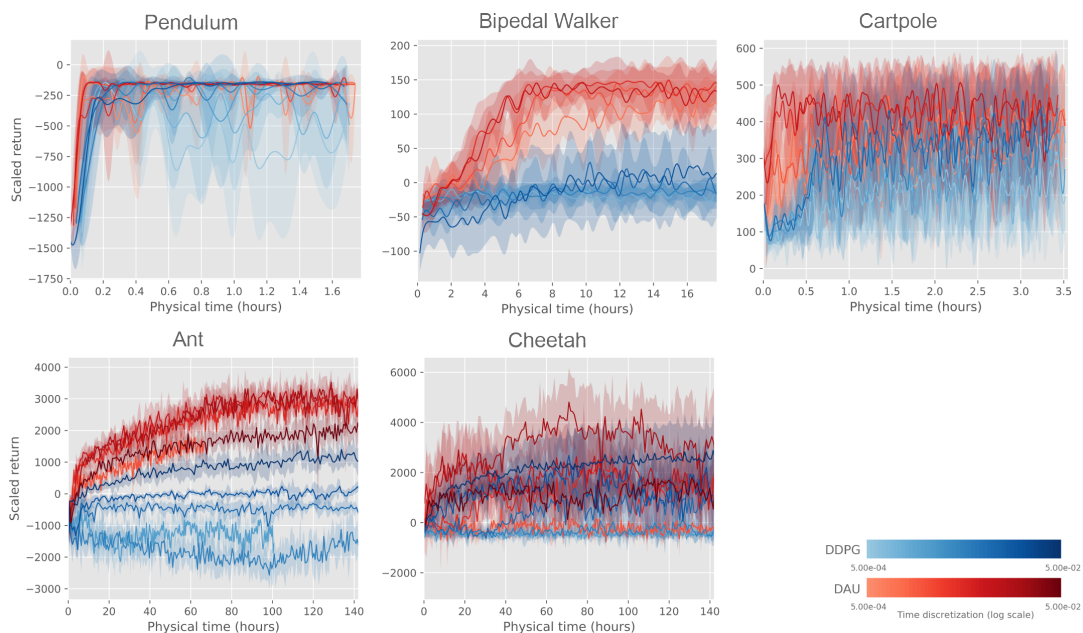 Pendulum
Bipedal Walker
Cartpole
Scaled return
0
−250
−500
−750
−1000
−1250
−1500
−1750
0.0 0.2 0.4 0.6 0.8 1.0 1.2 1.4 1.6
Physical time (hours)
200
150
100
50
0
−50
−100
0 2 4 6 8 10 12 14 16
Physical time (hours)
600
500
400
300
200
100
0
0.0 0.5 1.0 1.5 2.0 2.5 3.0 3.5
Physical time (hours)
Ant
Cheetah
Scaled return
4000
3000
2000
1000
0
−1000
−2000
−3000
0 20 40 60 80 100 120 140
Physical time (hours)
6000
4000
2000
0
−2000
0 20 40 60 80 100 120 140
Physical time (hours)
DDPG
5.00e-04 5.00e-02
DAU
5.00e-04 Time discretization (log scale) 5.00e-02